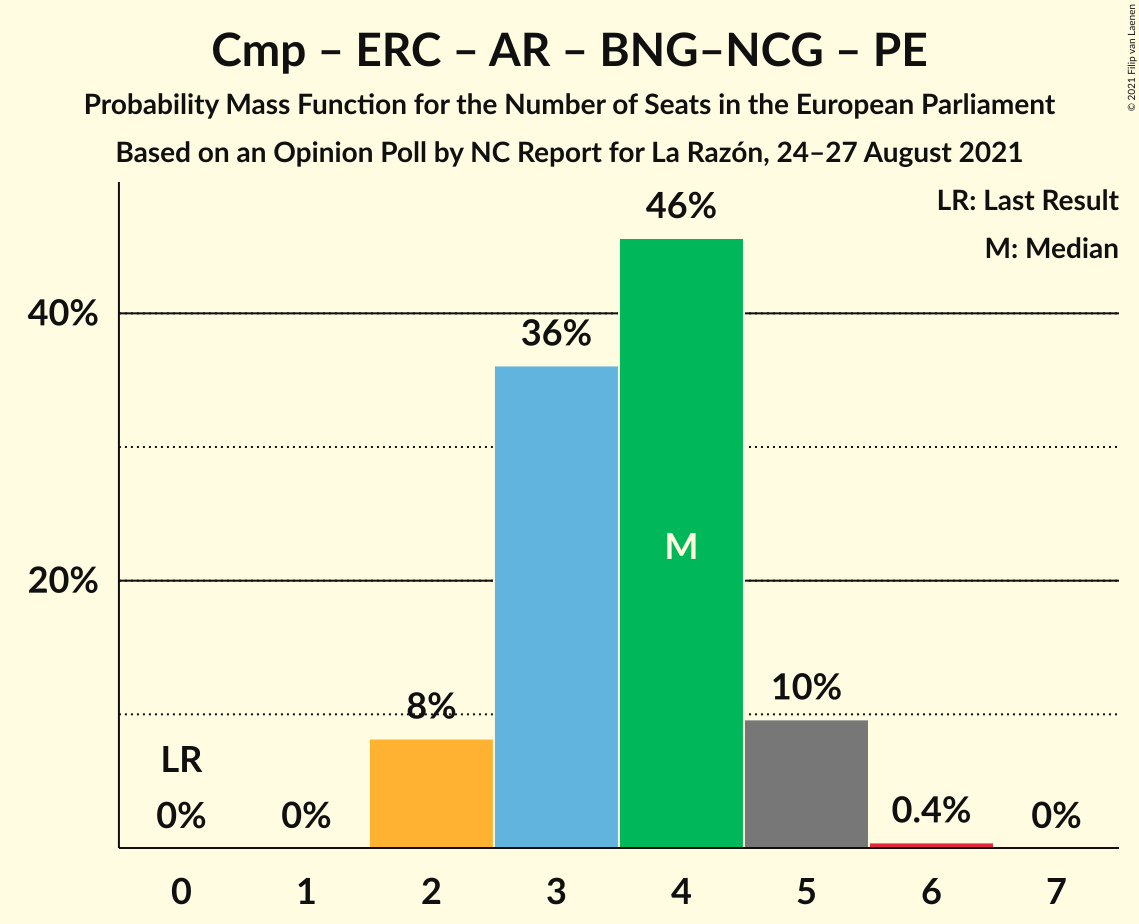 Cmp – ERC – AR – BNG–NCG – PE
Probability Mass Function for the Number of Seats in the European Parliament
Based on an Opinion Poll by NC Report for La Razón, 24–27 August 2021
© 2021 Filip van Laenen
LR: Last Result
M: Median
46%
40%
36%
M
20%
10%
8%
LR
0%
0%
0.4%
0%
0 1 2 3 4 5 6 7